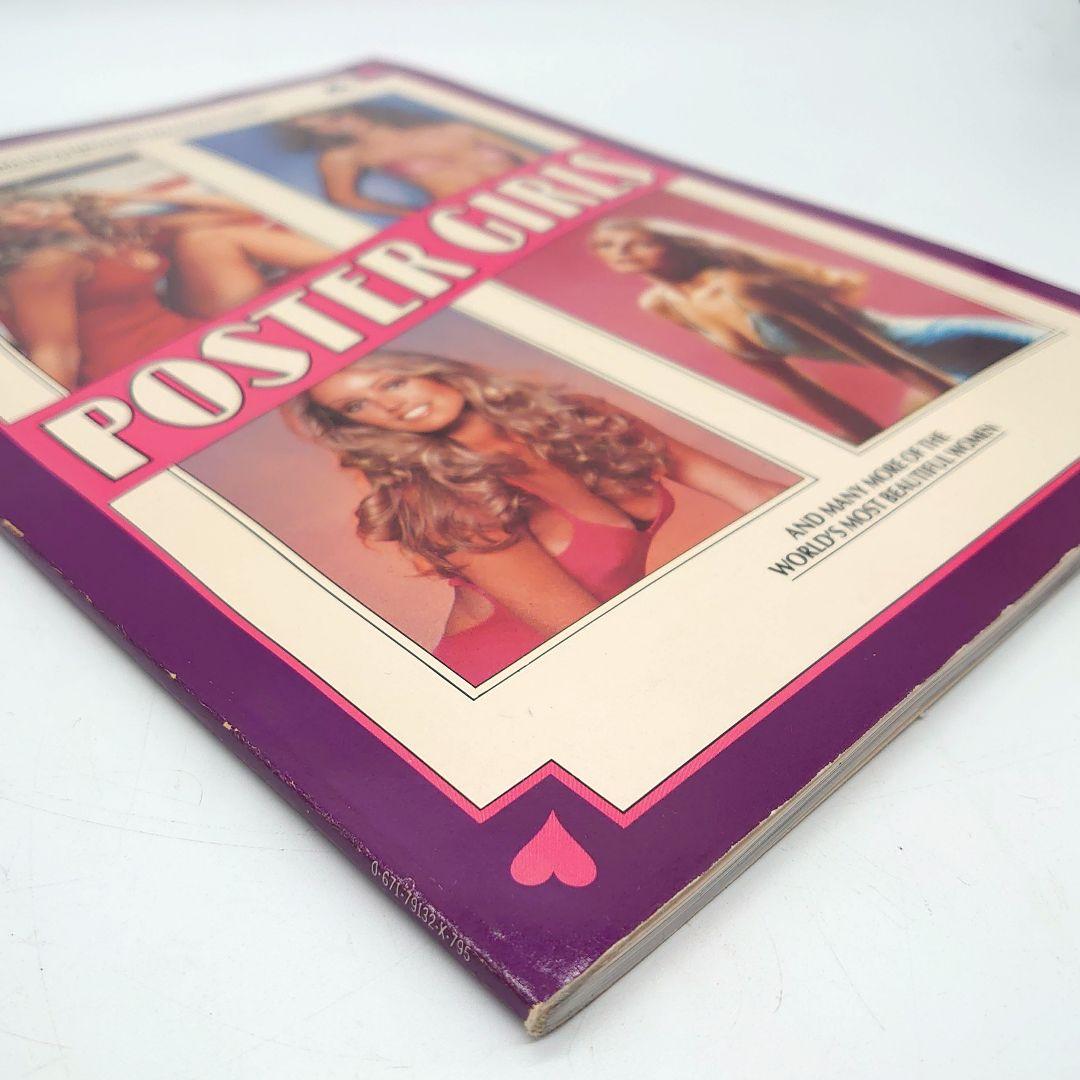 POSTER GIRLS
AND MANY MORE OF THE
WORLD'S MOST BEAUTIFUL WOMEN
0-671-79132-X-795